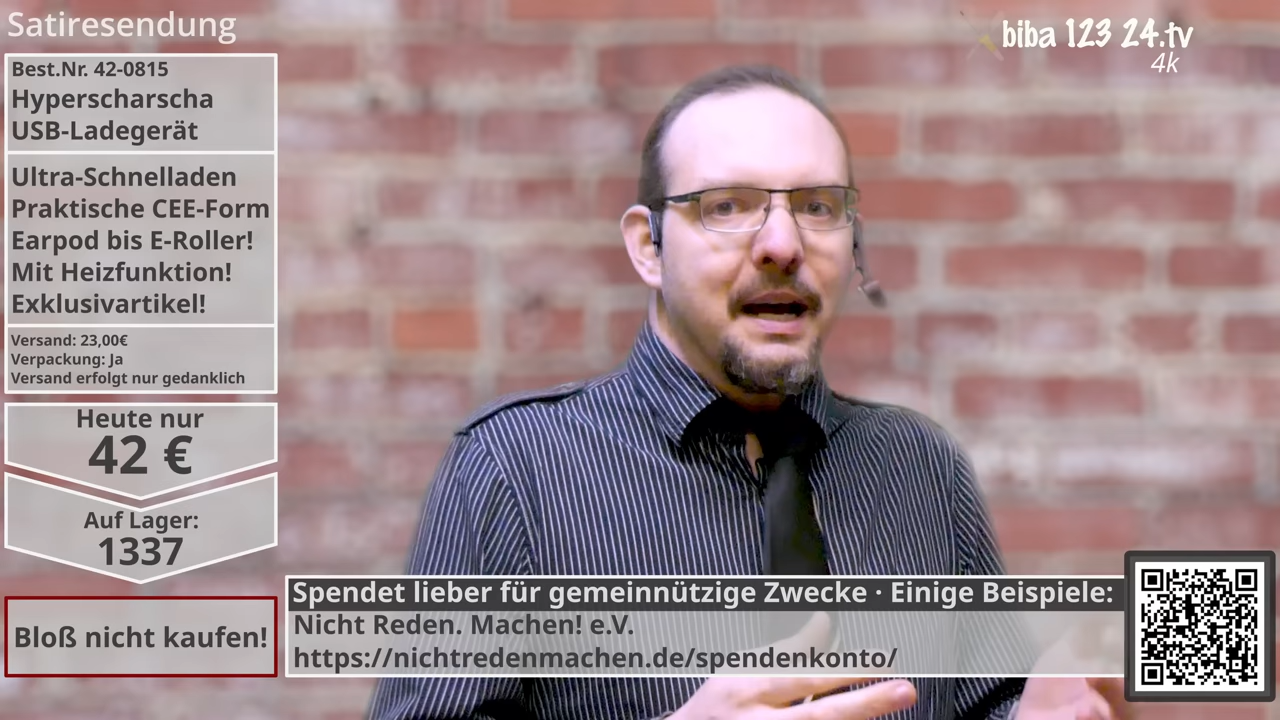 Satiresendung
biba 123 24.tv
4k
Best.Nr. 42-0815
Hyperscharscha
USB-Ladegerät
Ultra-Schnelladen
Praktische CEE-Form
Earpod bis E-Roller!
Mit Heizfunktion!
Exklusivartikel!
Versand: 23,00€
Verpackung: Ja
Versand erfolgt nur gedanklich
Heute nur
42 €
Auf Lager:
1337
Bloß nicht kaufen!
Spendet lieber für gemeinnützige Zwecke · Einige Beispiele:
Nicht Reden. Machen! e.V.
https://nichtredenmachen.de/spendenkonto/